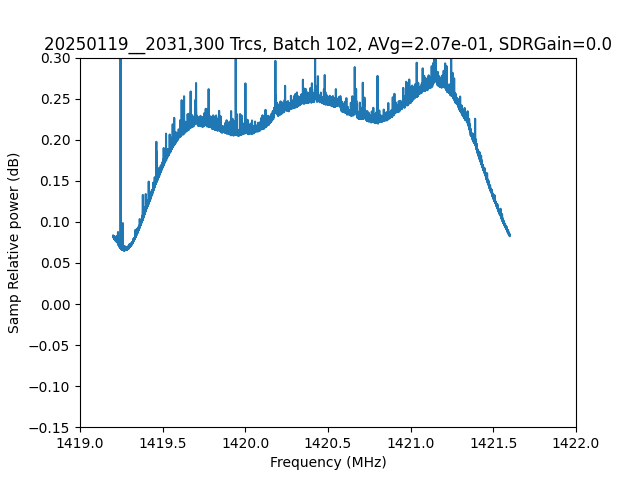 20250119__2031,300 Trcs, Batch 102, AVg=2.07e-01, SDRGain=0.0
0.30
0.25
0.20
0.15
0.10
0.05
0.00
−0.05
−0.10
−0.15
Samp Relative power (dB)
1419.0 1419.5 1420.0 1420.5 1421.0 1421.5 1422.0
Frequency (MHz)